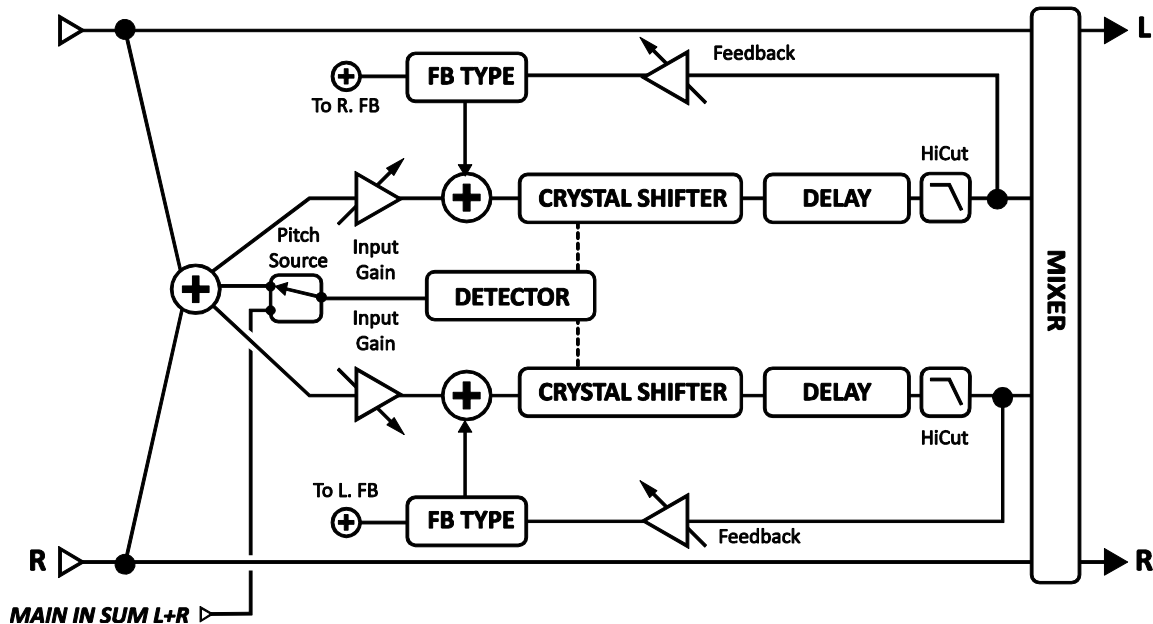 L
Feedback
FB TYPE
To R. FB
HiCut
CRYSTAL SHIFTER
DELAY
Pitch
Source
Input
Gain
DETECTOR
MIXER
Input
Gain
CRYSTAL SHIFTER
DELAY
HiCut
To L. FB
FB TYPE
Feedback
R
R
MAIN IN SUM L+R